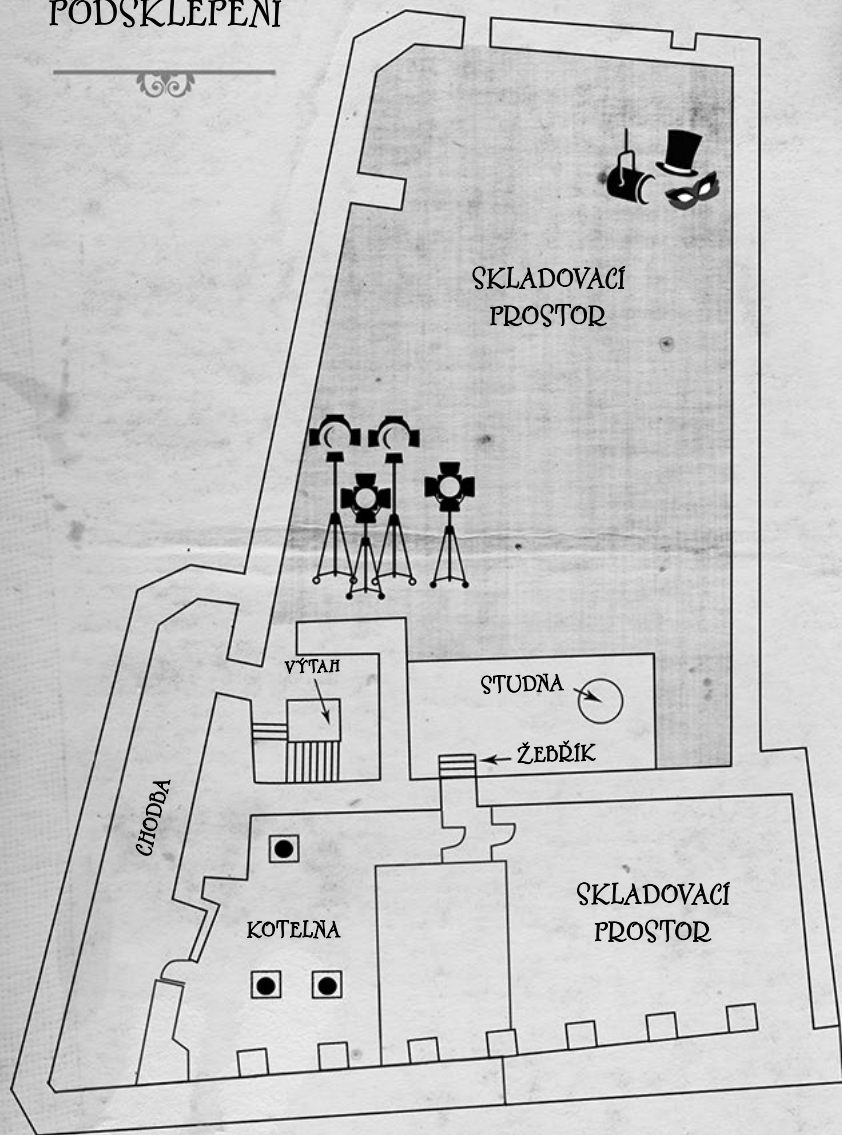 PODSKLEPENÍ
SKLADOVACÍ
PROSTOR
VÝTAH
STUDNA
ŽEBŘÍK
CHODBA
KOTELNA
SKLADOVACÍ
PROSTOR